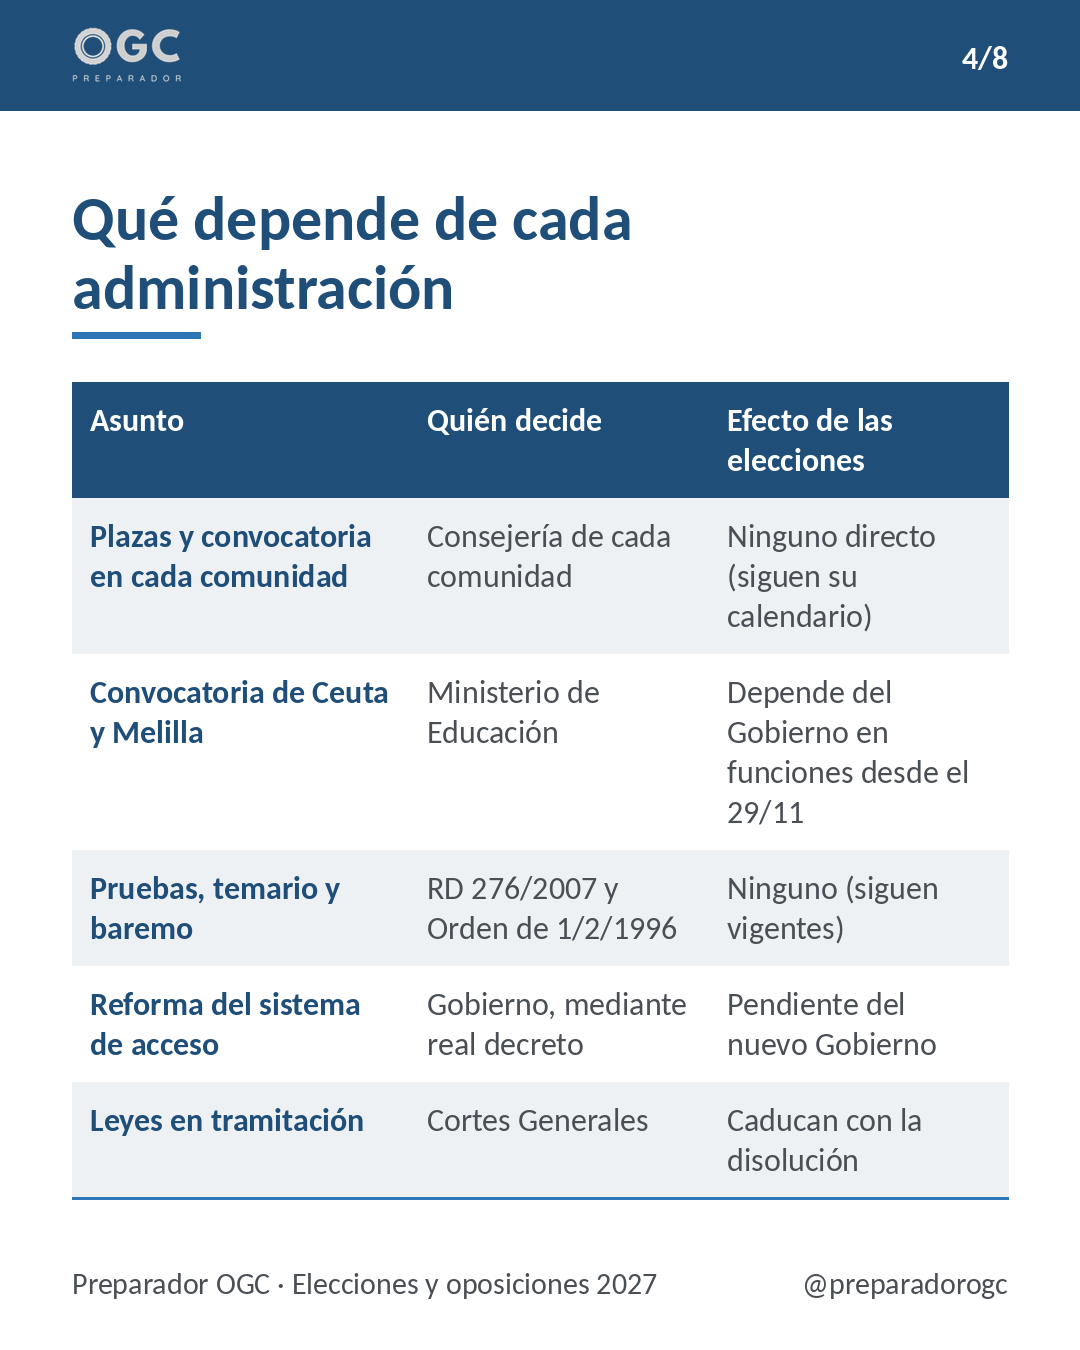 OGC
PREPARADOR
4/8
Qué depende de cada
administración
Asunto
Quién decide
Efecto de las
elecciones
Plazas y convocatoria
en cada comunidad
Consejería de cada
comunidad
Ninguno directo
(siguen su
calendario)
Convocatoria de Ceuta
y Melilla
Ministerio de
Educación
Depende del
Gobierno en
funciones desde el
29/11
Pruebas, temario y
baremo
RD 276/2007 y
Orden de 1/2/1996
Ninguno (siguen
vigentes)
Reforma del sistema
de acceso
Gobierno, mediante
real decreto
Pendiente del
nuevo Gobierno
Leyes en tramitación
Cortes Generales
Caducan con la
disolución
Preparador OGC · Elecciones y oposiciones 2027
@preparadorogc